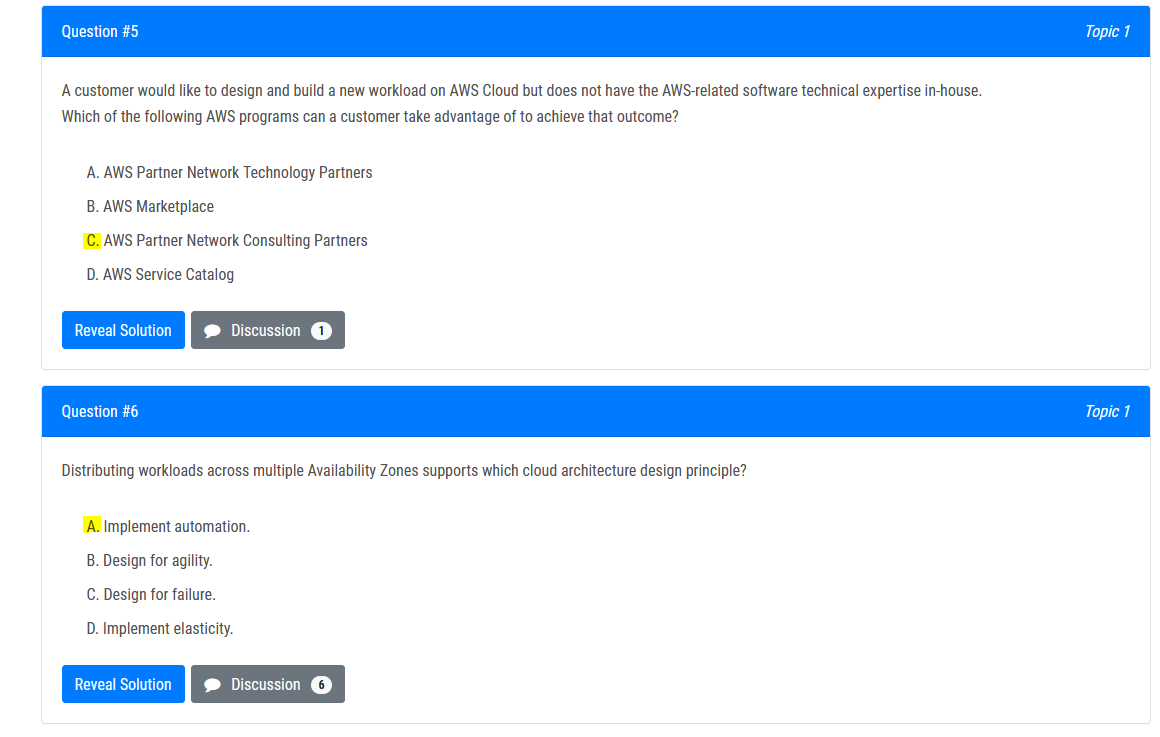 Question #5
Topic 1
A customer would like to design and build a new workload on AWS Cloud but does not have the AWS-related software technical expertise in-house.
Which of the following AWS programs can a customer take advantage of to achieve that outcome?
A. AWS Partner Network Technology Partners
B. AWS Marketplace
C. AWS Partner Network Consulting Partners
D. AWS Service Catalog
Reveal Solution
Discussion 1
Question #6
Topic 1
Distributing workloads across multiple Availability Zones supports which cloud architecture design principle?
A. Implement automation.
B. Design for agility.
C. Design for failure.
D. Implement elasticity.
Reveal Solution
Discussion 6